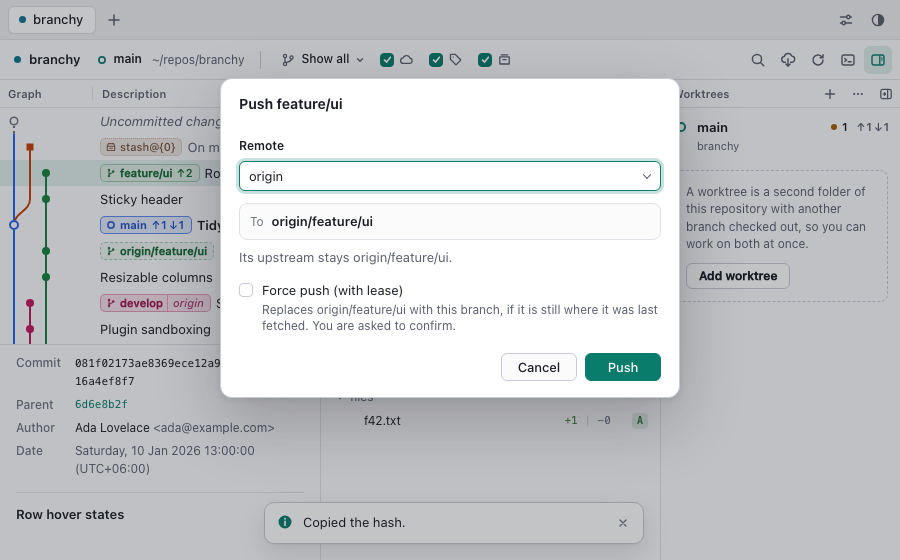 branchy
branchy main ~/repos/branchy Show all
Graph Description
Worktrees
Uncommitted
stash@{0} On
feature/ui ↑2
Sticky header
main ↑1↓1 Tidy
origin/feature/ui
Resizable columns
develop origin
Plugin sandboxing
Push feature/ui
Remote
origin
To origin/feature/ui
Its upstream stays origin/feature/ui.
Force push (with lease)
Replaces origin/feature/ui with this branch, if it is still where it was last
fetched. You are asked to confirm.
Cancel Push
main 1 ↑1↓1
branchy
A worktree is a second folder of
this repository with another
branch checked out, so you can
work on both at once.
Add worktree
Commit 081f02173ae8369ece12a9
16a4ef8f7
Parent 6d6e8b2f
Author Ada Lovelace <ada@example.com>
Date Saturday, 10 Jan 2026 13:00:00
(UTC+06:00)
Row hover states
f42.txt +1 | −0 A
Copied the hash.